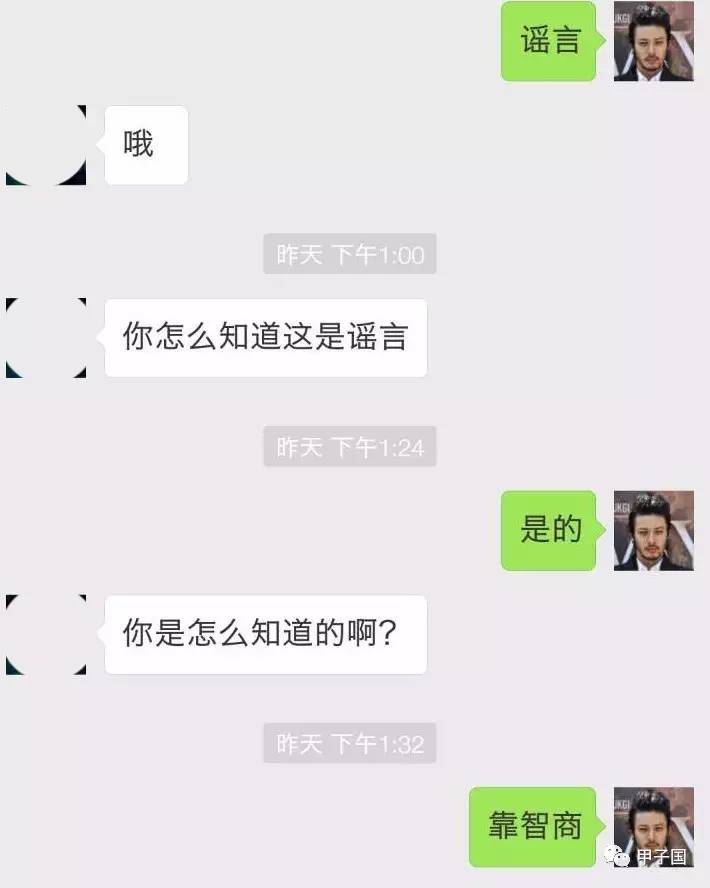 谣言
哦
昨天 下午1:00
你怎么知道这是谣言
昨天 下午1:24
是的
你是怎么知道的啊?
昨天 下午1:32
靠智商
甲子国